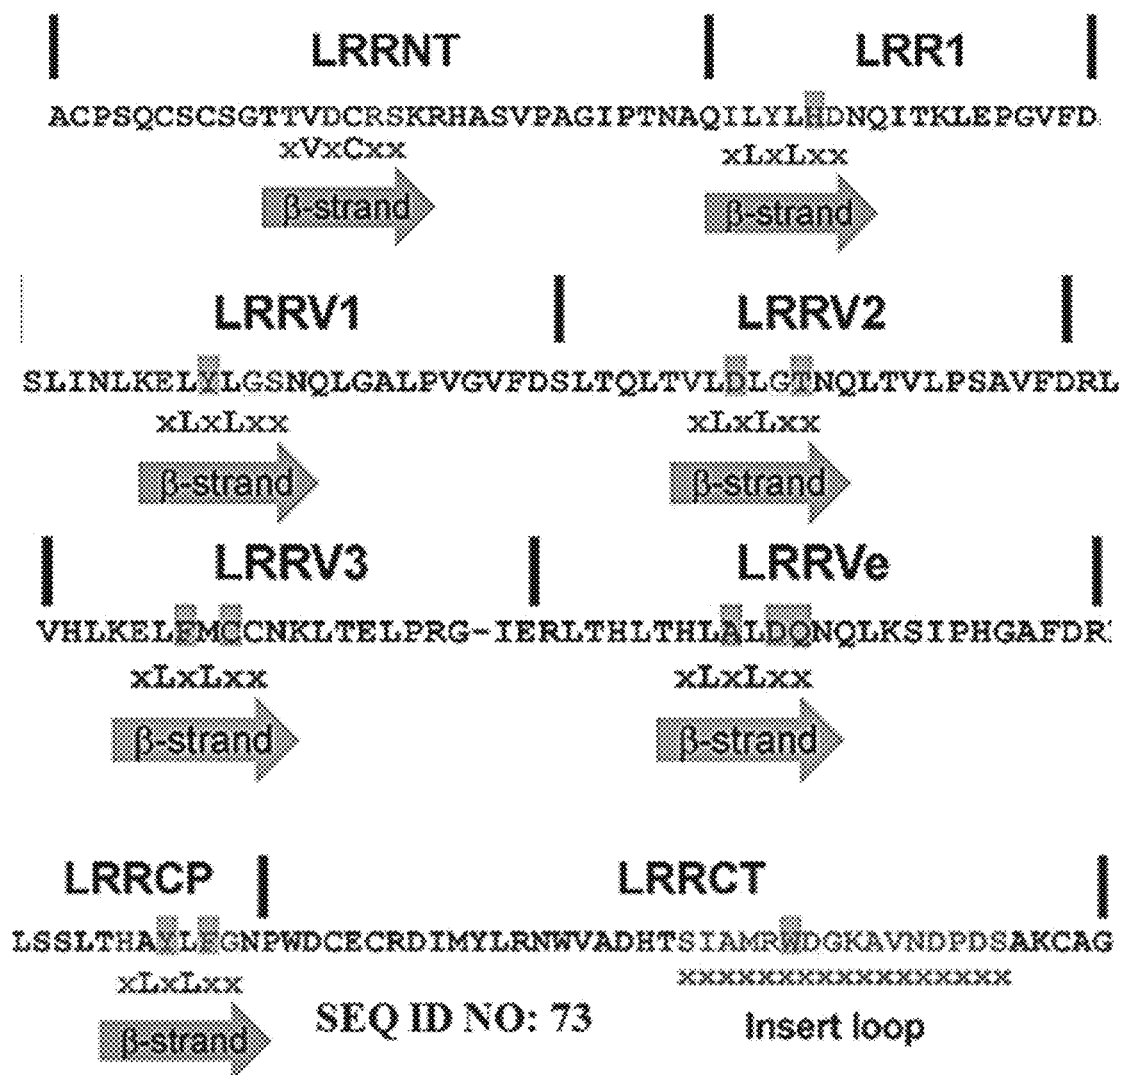 LRRNT LRR1
ACPSQCSCSGTTVDCRSKRHASVPAGIPTNAQILYLHDNQITKLEPGVFD
xVxCxx xLxLxx
β-strand β-strand
LRRV1 LRRV2
SLINLKELYLGSNQLGALPVGVFDSLTQLTVLDLGTNQLTVLPSAVFDRL
xLxLxx xLxLxx
β-strand β-strand
LRRV3 LRRVe
VHLKELFMCCNKLTELPRG-IERLTHLTHLALDQNQLKSIPHGAFDR
xLxLxx xLxLxx
β-strand β-strand
LRRCP LRRCT
LSSLTHAYLFGNPWDCECRDIMYLRNWVADHTSIAMRWDGKAVNDPDSAKCAG
xLxLxx xxxxxxxxxxxxxxxxxx
β-strand SEQ ID NO: 73 Insert loop